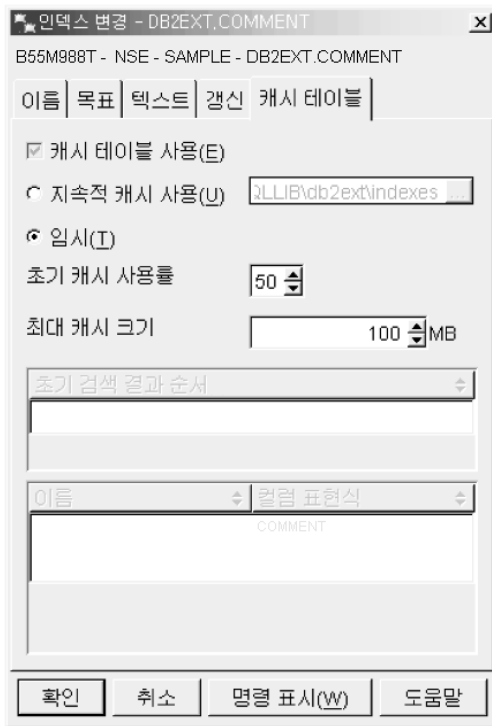 인덱스 변경 - DB2EXT.COMMENT
B55M988T - NSE - SAMPLE - DB2EXT.COMMENT
이름 목표 텍스트 갱신 캐시 테이블
캐시 테이블 사용(E)
지속적 캐시 사용(U) QLLIB\db2ext\indexes ...
임시(T)
초기 캐시 사용률 50
최대 캐시 크기 100 MB
초기 검색 결과 순서
이름 컬럼 표현식
COMMENT
확인 취소 명령 표시(W) 도움말